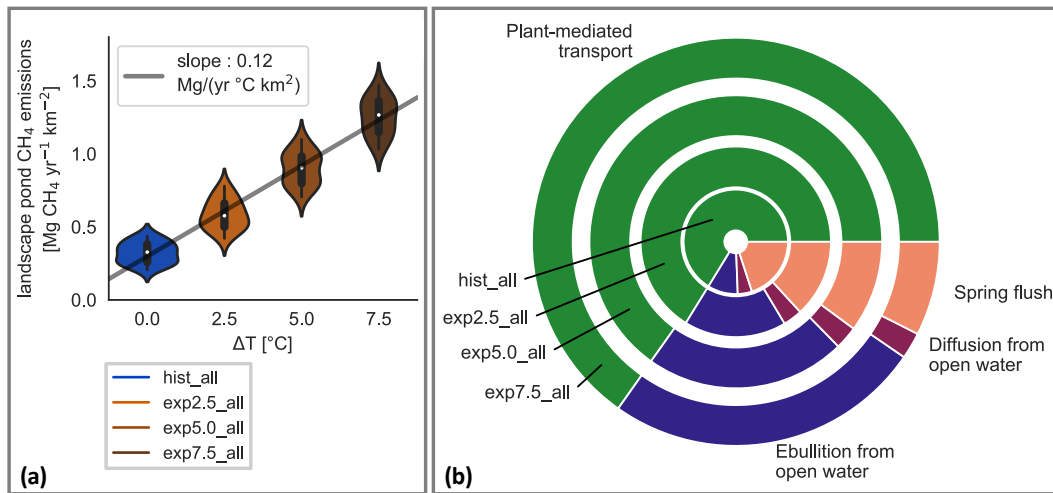 landscape pond CH4 emissions
[Mg CH4 yr⁻¹ km⁻²]
1.5
1.0
0.5
0.0
slope : 0.12
Mg/(yr °C km²)
0.0 2.5 5.0 7.5
ΔT [°C]
hist_all
exp2.5_all
exp5.0_all
exp7.5_all
(a)
Plant-mediated
transport
hist_all
exp2.5_all
exp5.0_all
exp7.5_all
Spring flush
Diffusion from
open water
Ebullition from
open water
(b)